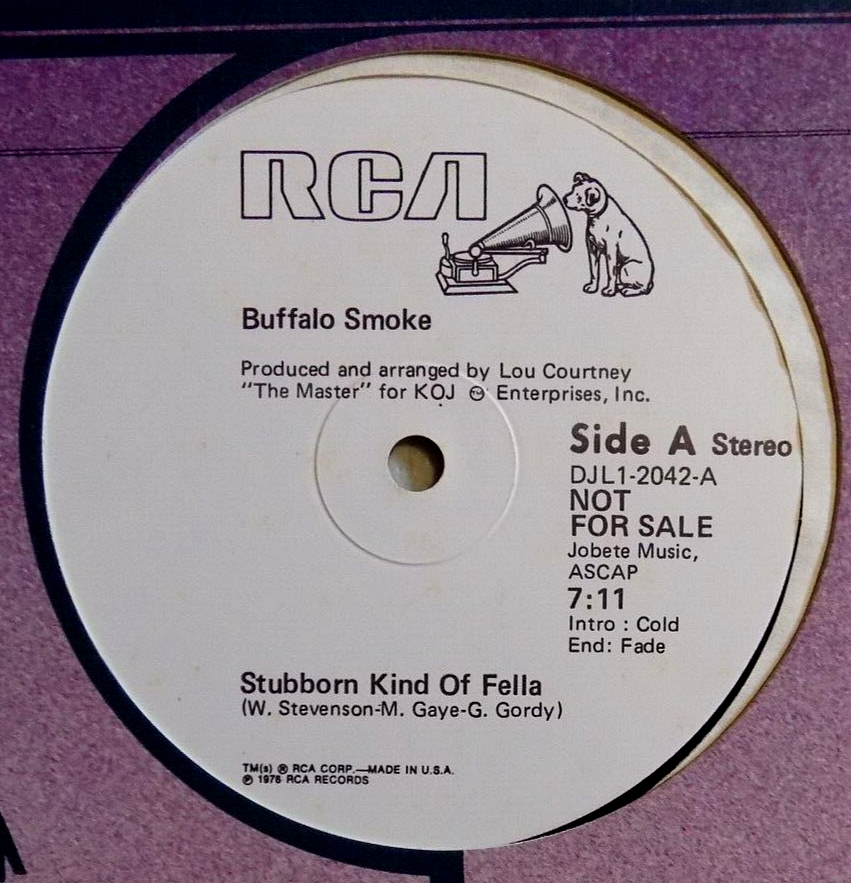 RCA
Buffalo Smoke
Produced and arranged by Lou Courtney
"The Master" for KOJ Enterprises, Inc.
Side A Stereo
DJL1-2042-A
NOT
FOR SALE
Jobete Music,
ASCAP
7:11
Intro : Cold
End: Fade
Stubborn Kind Of Fella
(W. Stevenson-M. Gaye-G. Gordy)
TM(s) ® RCA CORP.—MADE IN U.S.A.
℗ 1976 RCA RECORDS